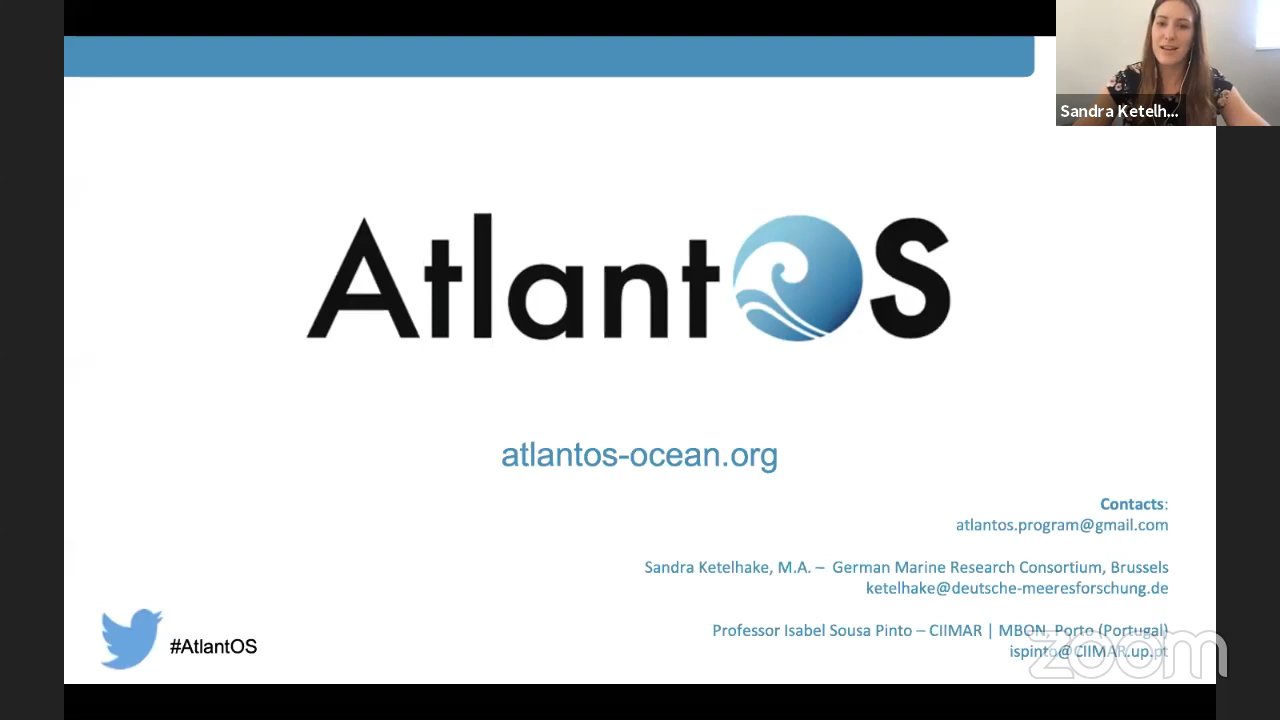 Sandra Ketelh...
AtlantOS
atlantos-ocean.org
Contacts:
atlantos.program@gmail.com
Sandra Ketelhake, M.A. – German Marine Research Consortium, Brussels
ketelhake@deutsche-meeresforschung.de
Professor Isabel Sousa Pinto – CIIMAR | MBON, Porto (Portugal)
ispinto@CIIMAR.up.pt
#AtlantOS
zoom